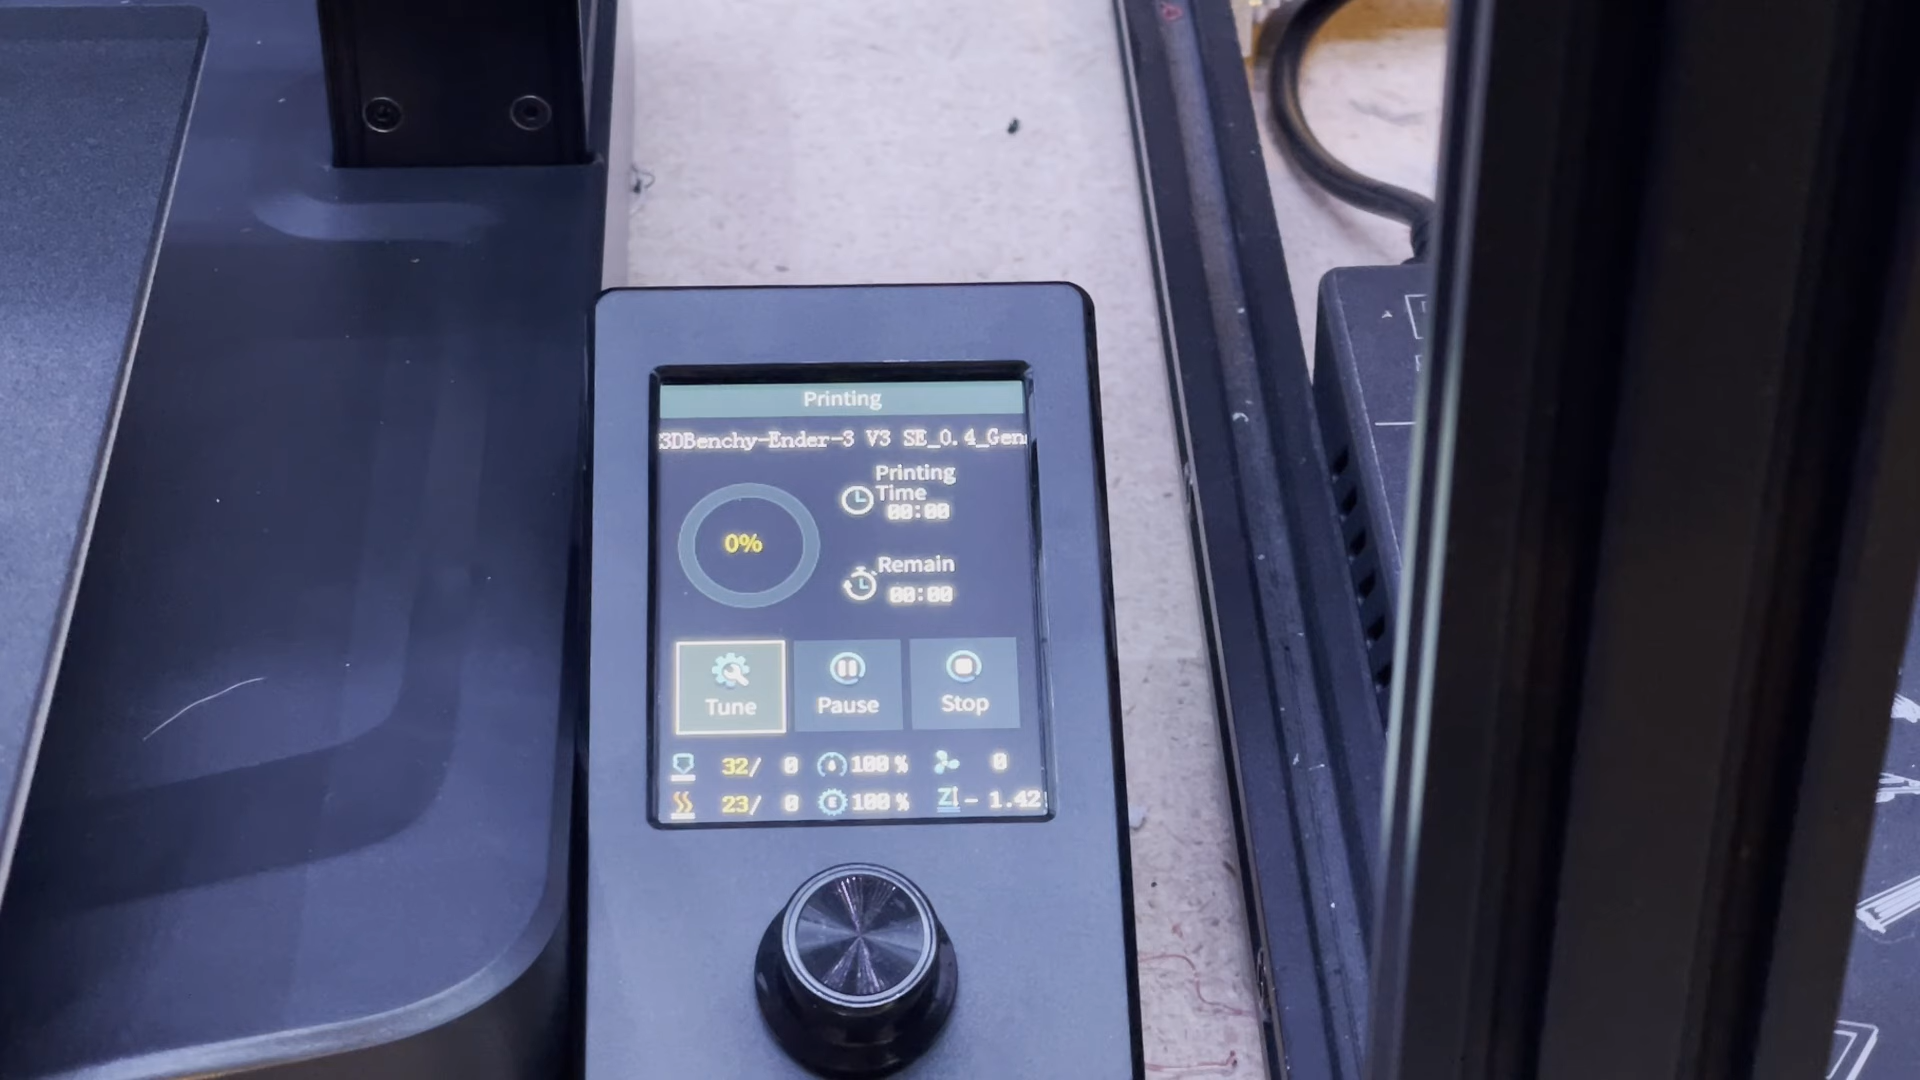 Printing
3DBenchy-Ender-3 V3 SE_0.4_Gen
Printing
Time
00:00
0%
Remain
00:00
Tune
Pause
Stop
32/ 0 100 % 0
23/ 0 E 100 % Z - 1.42